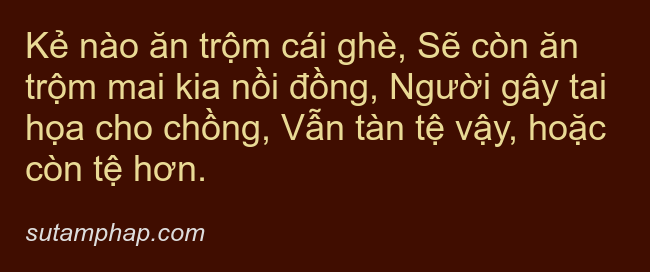 Kẻ nào ăn trộm cái ghè, Sẽ còn ăn
trộm mai kia nồi đồng, Người gây tai
họa cho chồng, Vẫn tàn tệ vậy, hoặc
còn tệ hơn.
sutamphap.com